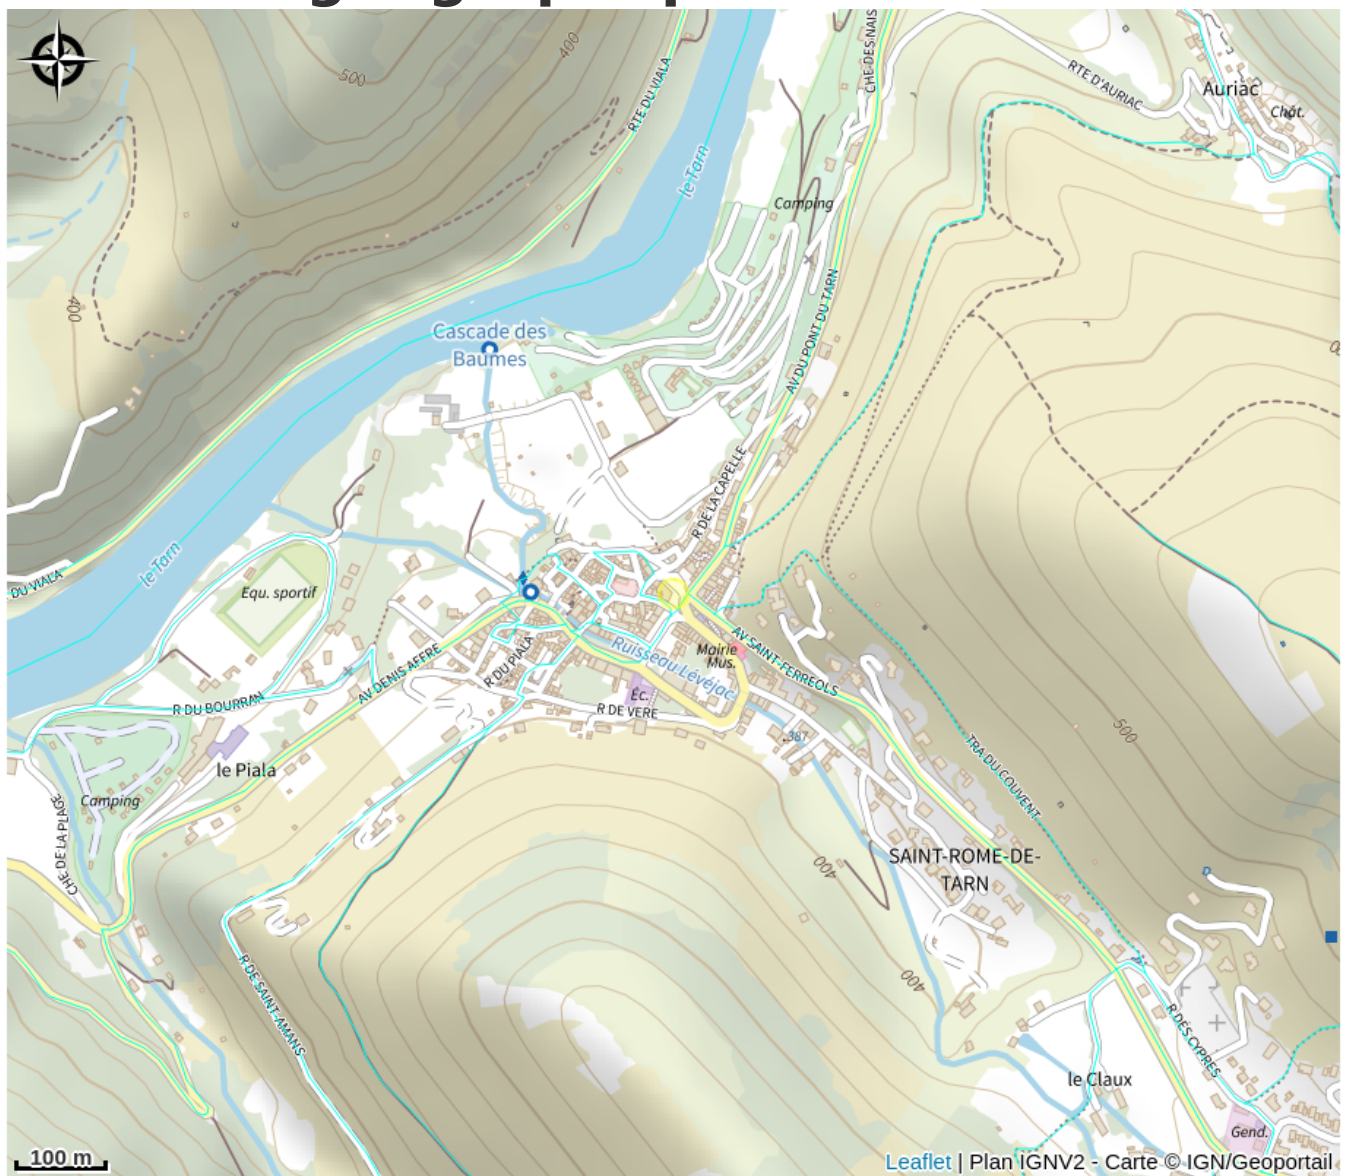 400
500
RTE DU VIALA
CHE DES NAIS
RTE D'AURIAC
Auriac
Chât.
le Tarn
Camping
400
AV DU PONT DU TARN
Cascade des
Baumes
R DE LA CAPELLE
le Tarn
DU VIALA
Equ. sportif
AV DENIS AFFRE
R DU PIALA
Ruisseau Lévéjac
Mairie
Mus.
AV SAINT-FERREOLS
Éc.
R DE VERE
R DU BOURRAN
.387
500
TRA DU COUVENT
le Piala
Camping
CHE DE LA PLAGE
400
SAINT-ROME-DE-
TARN
R DE SAINT-AMANS
400
R DES CYPRES
le Claux
Gend.
100 m
Leaflet | Plan IGNV2 - Carte © IGN/Geoportail